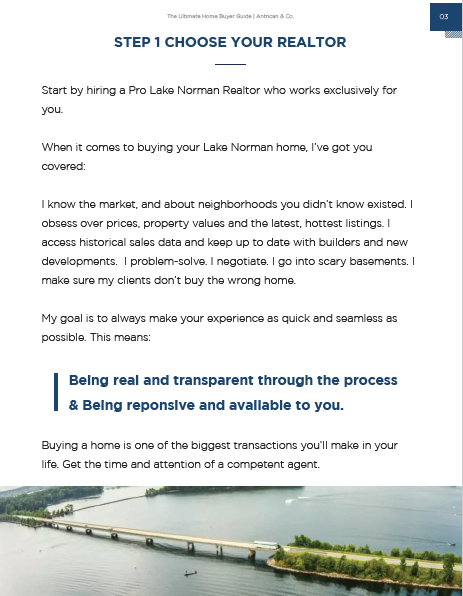 The Ultimate Home Buyer Guide | Antrican & Co.
03
STEP 1 CHOOSE YOUR REALTOR
Start by hiring a Pro Lake Norman Realtor who works exclusively for
you.
When it comes to buying your Lake Norman home, I've got you
covered:
I know the market, and about neighborhoods you didn't know existed. I
obsess over prices, property values and the latest, hottest listings. I
access historical sales data and keep up to date with builders and new
developments.  I problem-solve. I negotiate. I go into scary basements. I
make sure my clients don't buy the wrong home.
My goal is to always make your experience as quick and seamless as
possible. This means:
Being real and transparent through the process
& Being reponsive and available to you.
Buying a home is one of the biggest transactions you'll make in your
life. Get the time and attention of a competent agent.